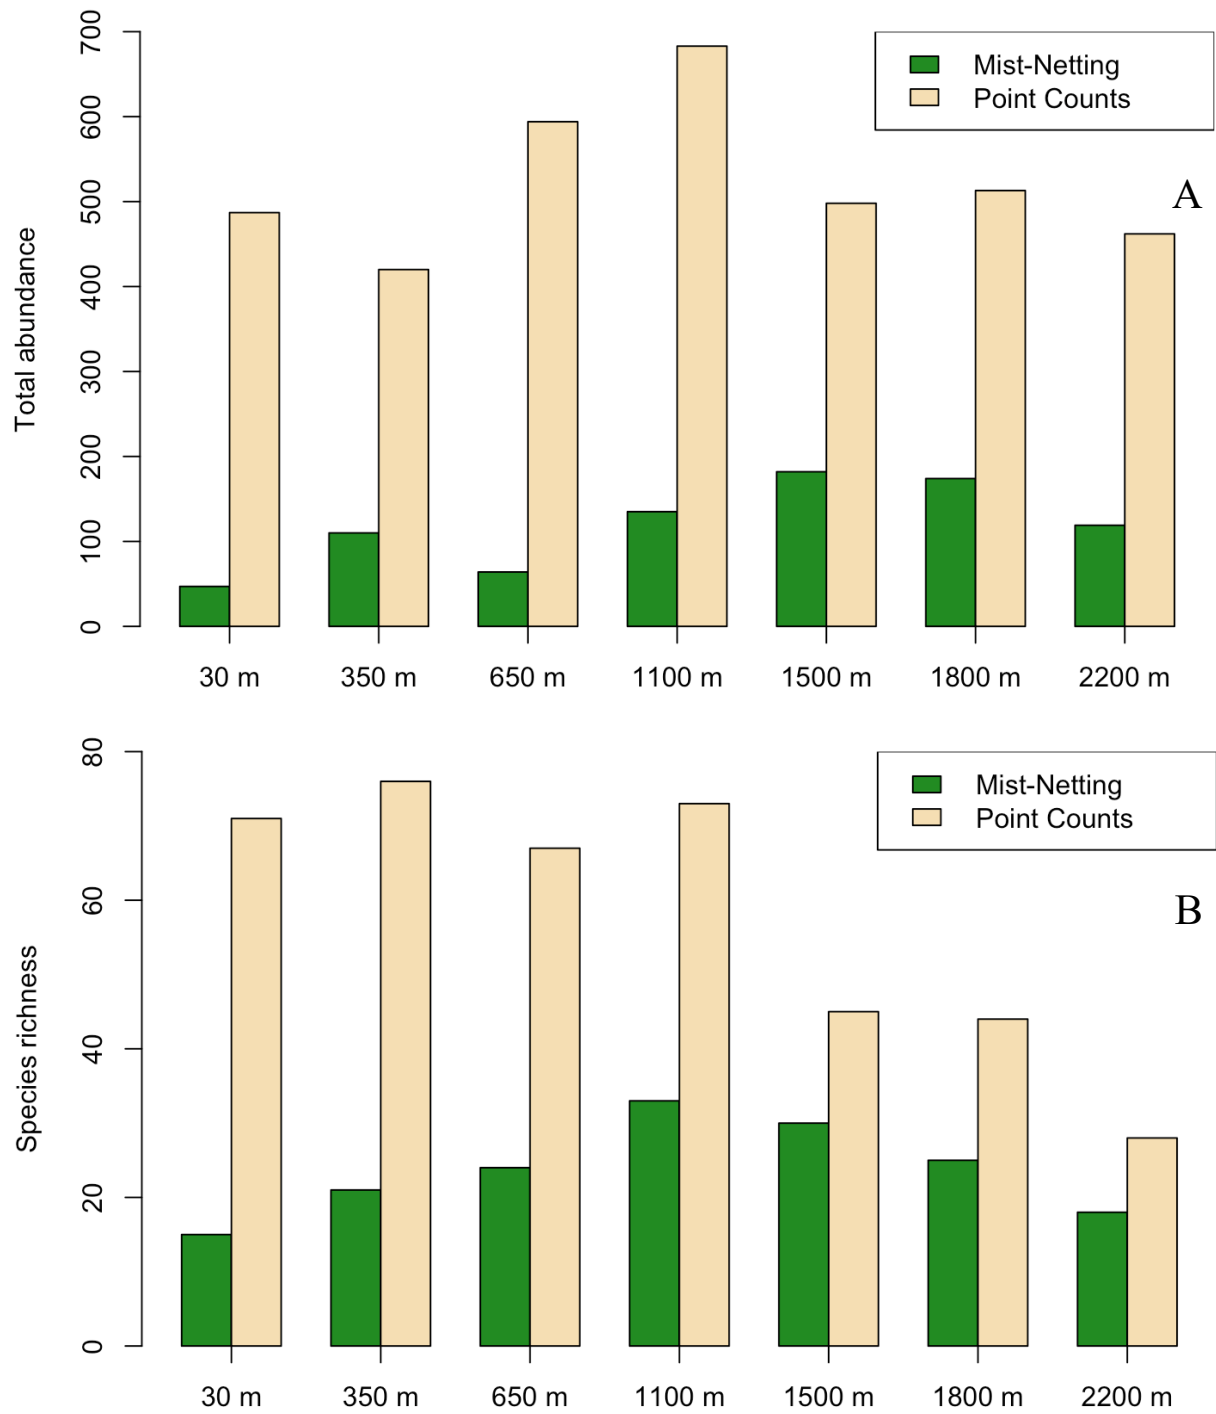 Total abundance
700
600
500
400
300
200
100
0
Mist-Netting
Point Counts
A
30 m 350 m 650 m 1100 m 1500 m 1800 m 2200 m
Species richness
80
60
40
20
0
Mist-Netting
Point Counts
B
30 m 350 m 650 m 1100 m 1500 m 1800 m 2200 m